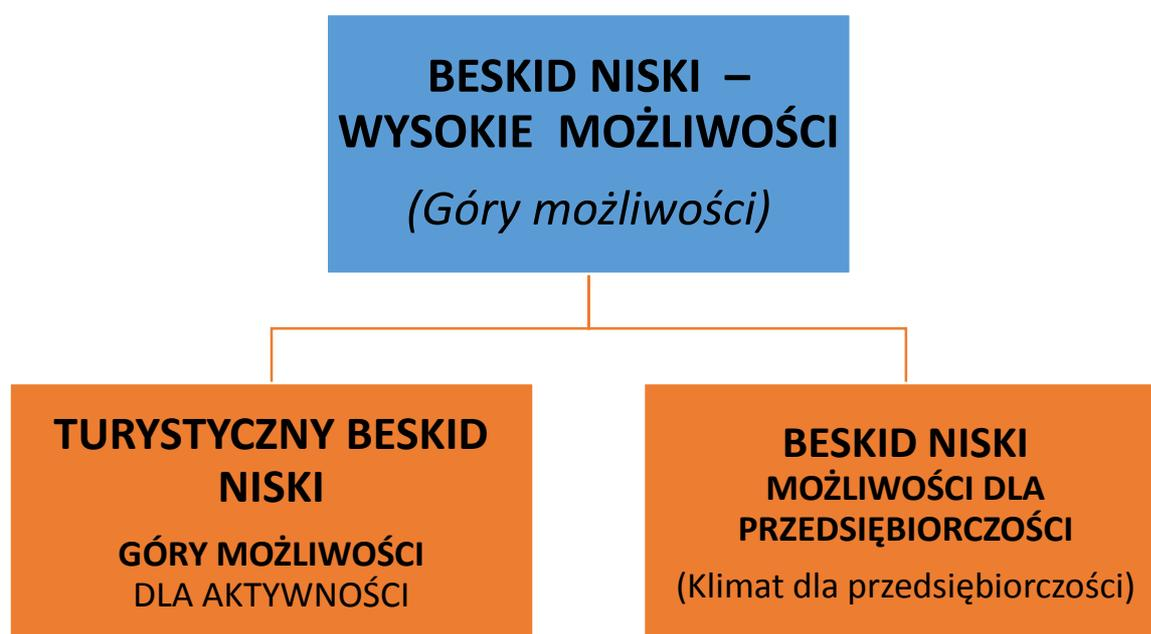 BESKID NISKI –
WYSOKIE MOŻLIWOŚCI
(Góry możliwości)
TURYSTYCZNY BESKID
NISKI
GÓRY MOŻLIWOŚCI
DLA AKTYWNOŚCI
BESKID NISKI
MOŻLIWOŚCI DLA
PRZEDSIĘBIORCZOŚCI
(Klimat dla przedsiębiorczości)